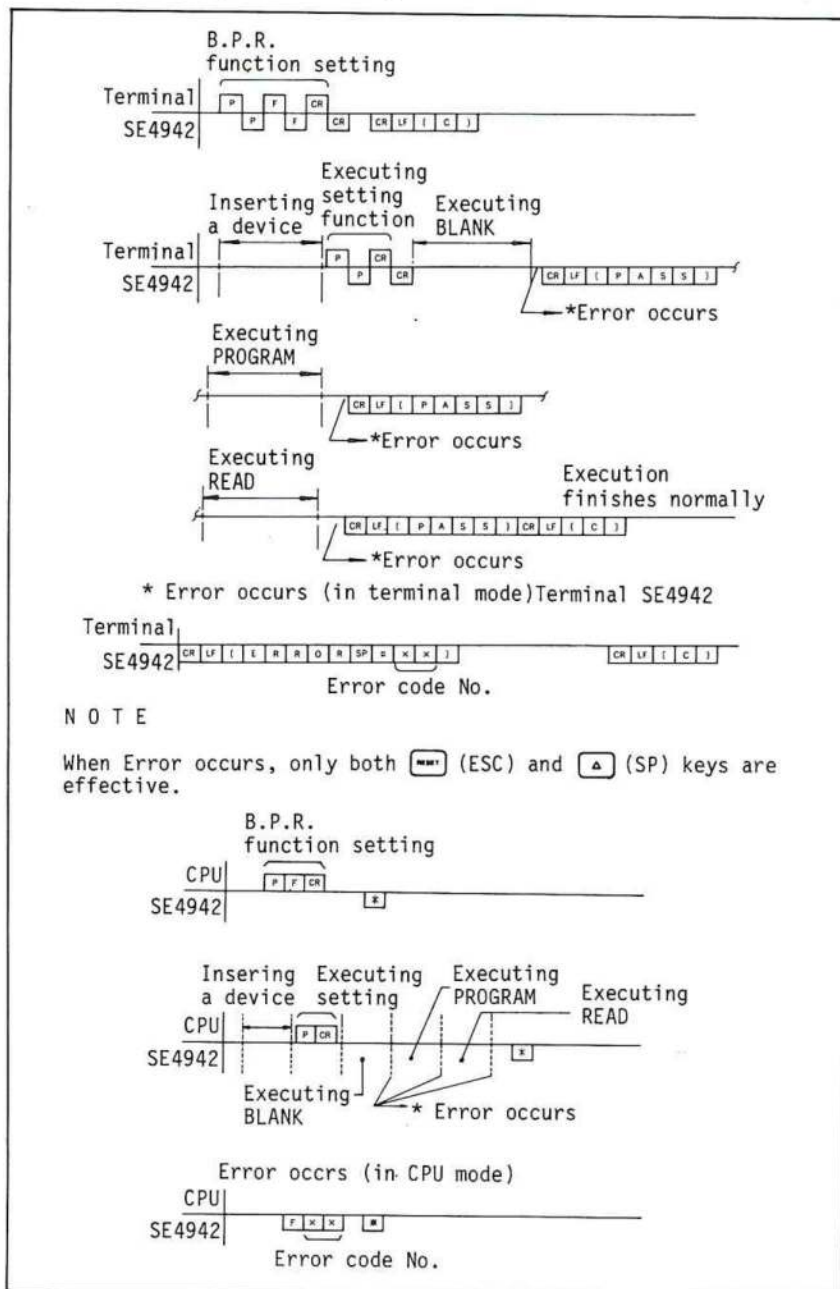 B.P.R.
function setting
Terminal P F CR
SE4942 P F CR CR LF [ C ]
Inserting
a device
Executing
setting
function
Executing
BLANK
Terminal P CR
SE4942 P CR CR LF [ P A S S ]
*Error occurs
Executing
PROGRAM
CR LF [ P A S S ]
*Error occurs
Executing
READ
Execution
finishes normally
CR LF [ P A S S ] CR LF [ C ]
*Error occurs
* Error occurs (in terminal mode)Terminal SE4942
Terminal
SE4942 CR LF [ E R R O R SP = × × ] CR LF [ C ]
Error code No.
N O T E
When Error occurs, only both RESET (ESC) and △ (SP) keys are
effective.
B.P.R.
function setting
CPU P F CR
SE4942 *
Insering
a device
Executing
setting
Executing
PROGRAM
Executing
READ
CPU P CR
SE4942 *
Executing
BLANK
* Error occurs
Error occrs (in CPU mode)
CPU
SE4942 F × ×
Error code No.